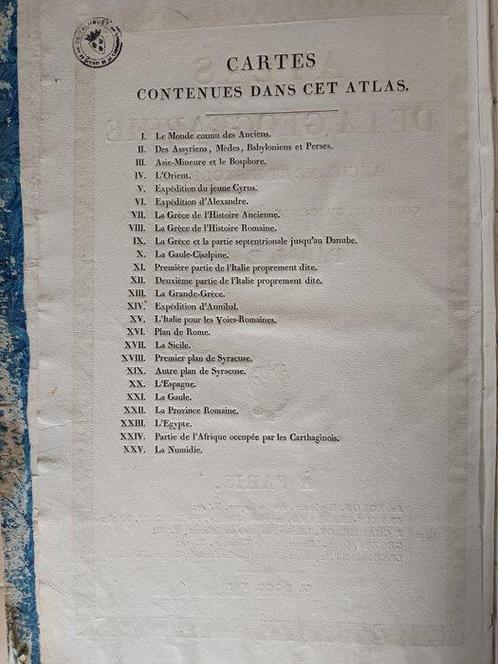 CARTES
CONTENUES DANS CET ATLAS.
I. Le Monde connu des Anciens.
II. Des Assyriens, Mèdes, Babyloniens et Perses.
III. Asie-Mineure et le Bosphore.
IV. L'Orient.
V. Expédition du jeune Cyrus.
VI. Expédition d'Alexandre.
VII. La Grèce de l'Histoire Ancienne.
VIII. La Grèce de l'Histoire Romaine.
IX. La Grèce et la partie septentrionale jusqu'au Danube.
X. La Gaule-Cisalpine.
XI. Première partie de l'Italie proprement dite.
XII. Deuxième partie de l'Italie proprement dite.
XIII. La Grande-Grèce.
XIV. Expédition d'Annibal.
XV. L'Italie pour les Voies-Romaines.
XVI. Plan de Rome.
XVII. La Sicile.
XVIII. Premier plan de Syracuse.
XIX. Autre plan de Syracuse.
XX. L'Espagne.
XXI. La Gaule.
XXII. La Province Romaine.
XXIII. L'Egypte.
XXIV. Partie de l'Afrique occupée par les Carthaginois.
XXV. La Numidie.